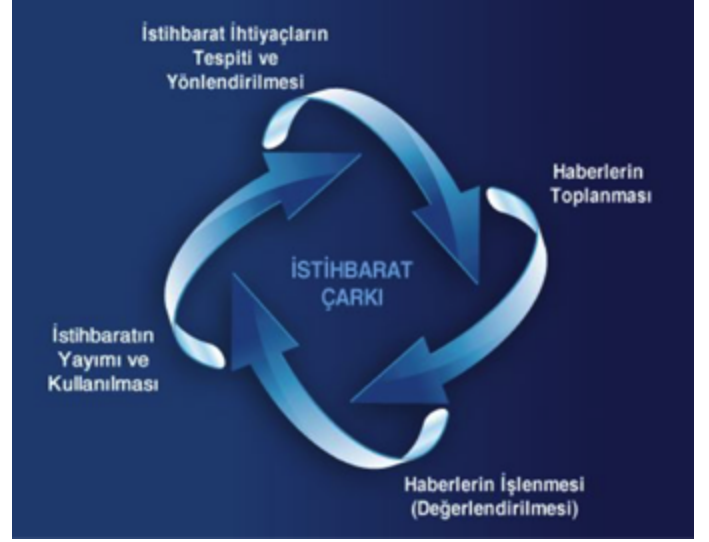 İstihbarat İhtiyaçların
Tespiti ve
Yönlendirilmesi
Haberlerin
Toplanması
İSTİHBARAT
ÇARKI
İstihbaratın
Yayımı ve
Kullanılması
Haberlerin İşlenmesi
(Değerlendirilmesi)